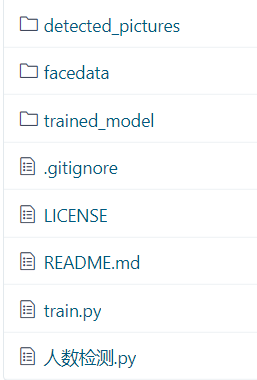 detected_pictures
facedata
trained_model
.gitignore
LICENSE
README.md
train.py
人数检测.py